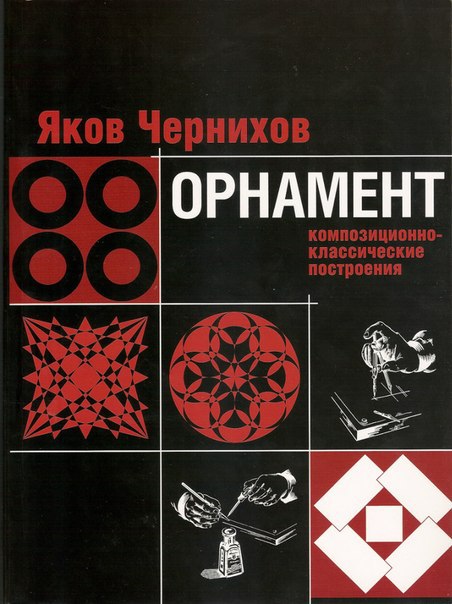 Яков Чернихов
ОРНАМЕНТ
композиционно-
классические
построения